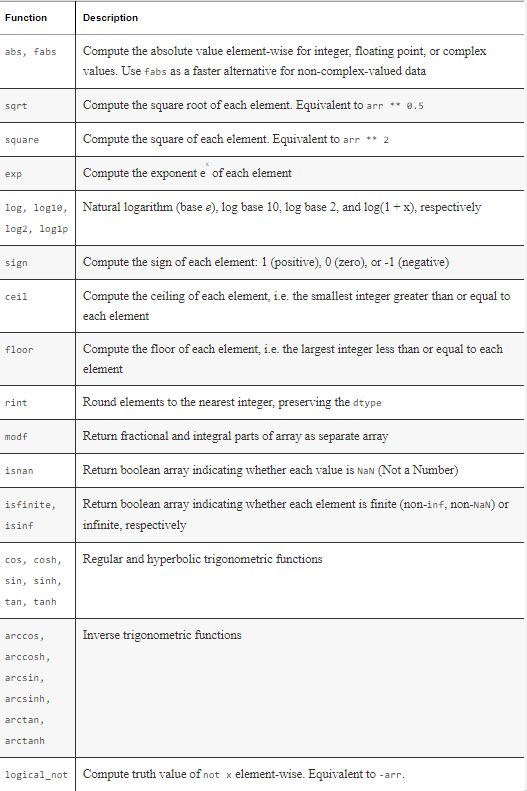 Function Description
abs, fabs Compute the absolute value element-wise for integer, floating point, or complex
values. Use fabs as a faster alternative for non-complex-valued data
sqrt Compute the square root of each element. Equivalent to arr ** 0.5
square Compute the square of each element. Equivalent to arr ** 2
exp Compute the exponent e^x of each element
log, log10, Natural logarithm (base e), log base 10, log base 2, and log(1 + x), respectively
log2, log1p
sign Compute the sign of each element: 1 (positive), 0 (zero), or -1 (negative)
ceil Compute the ceiling of each element, i.e. the smallest integer greater than or equal to
each element
floor Compute the floor of each element, i.e. the largest integer less than or equal to each
element
rint Round elements to the nearest integer, preserving the dtype
modf Return fractional and integral parts of array as separate array
isnan Return boolean array indicating whether each value is NaN (Not a Number)
isfinite, Return boolean array indicating whether each element is finite (non-inf, non-NaN) or
isinf infinite, respectively
cos, cosh, Regular and hyperbolic trigonometric functions
sin, sinh,
tan, tanh
arccos, Inverse trigonometric functions
arccosh,
arcsin,
arcsinh,
arctan,
arctanh
logical_not Compute truth value of not x element-wise. Equivalent to -arr.